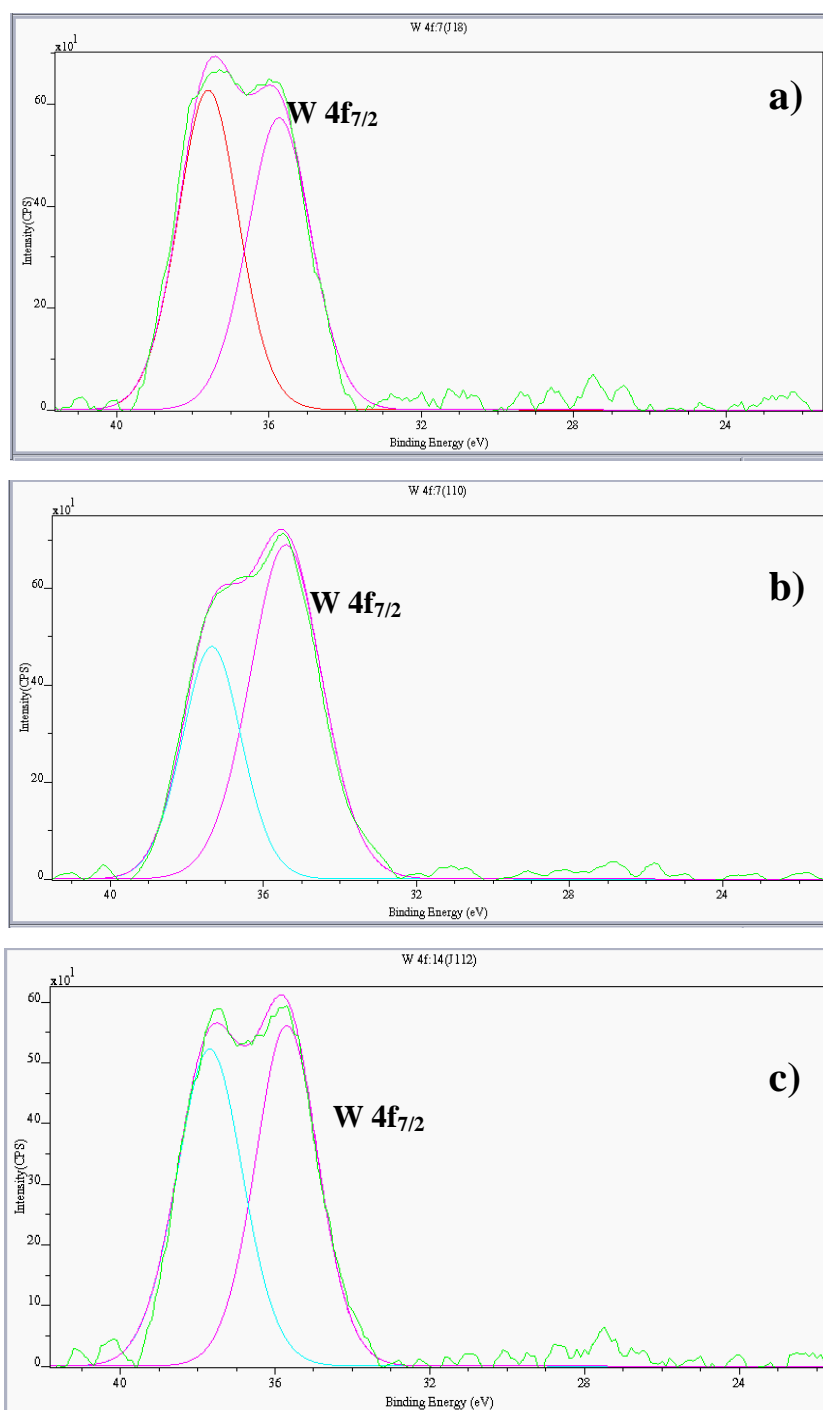 W 4f:7(J18)
x10¹
a)
W 4f7/2
60
40
20
0
Intensity(CPS)
40 36 32 28 24
Binding Energy (eV)
W 4f:7(110)
x10¹
b)
W 4f7/2
60
40
20
0
Intensity(CPS)
40 36 32 28 24
Binding Energy (eV)
W 4f:14(J112)
x10¹
c)
W 4f7/2
60
50
40
30
20
10
0
Intensity(CPS)
40 36 32 28 24
Binding Energy (eV)